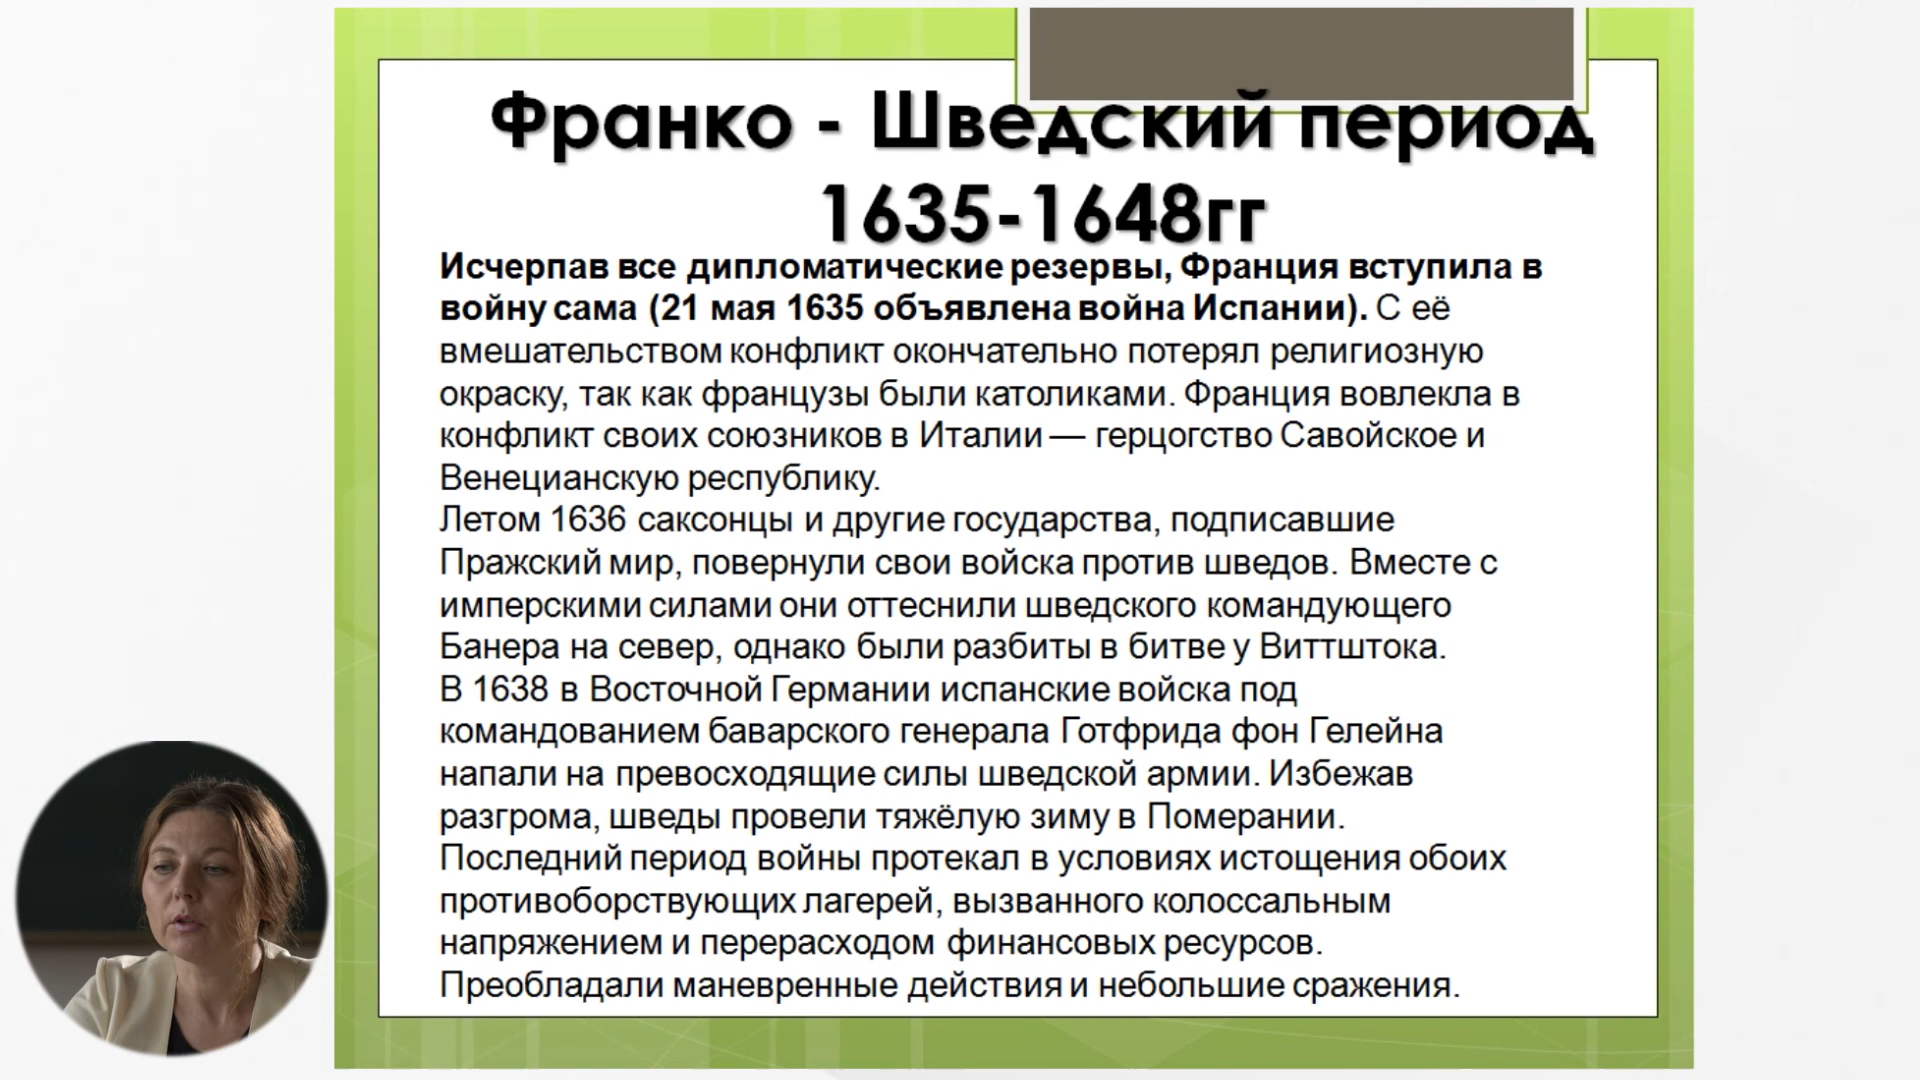 Франко - Шведский период
1635-1648гг
Исчерпав все дипломатические резервы, Франция вступила в
войну сама (21 мая 1635 объявлена война Испании). С её
вмешательством конфликт окончательно потерял религиозную
окраску, так как французы были католиками. Франция вовлекла в
конфликт своих союзников в Италии — герцогство Савойское и
Венецианскую республику.
Летом 1636 саксонцы и другие государства, подписавшие
Пражский мир, повернули свои войска против шведов. Вместе с
имперскими силами они оттеснили шведского командующего
Банера на север, однако были разбиты в битве у Виттштока.
В 1638 в Восточной Германии испанские войска под
командованием баварского генерала Готфрида фон Гелейна
напали на превосходящие силы шведской армии. Избежав
разгрома, шведы провели тяжёлую зиму в Померании.
Последний период войны протекал в условиях истощения обоих
противоборствующих лагерей, вызванного колоссальным
напряжением и перерасходом финансовых ресурсов.
Преобладали маневренные действия и небольшие сражения.